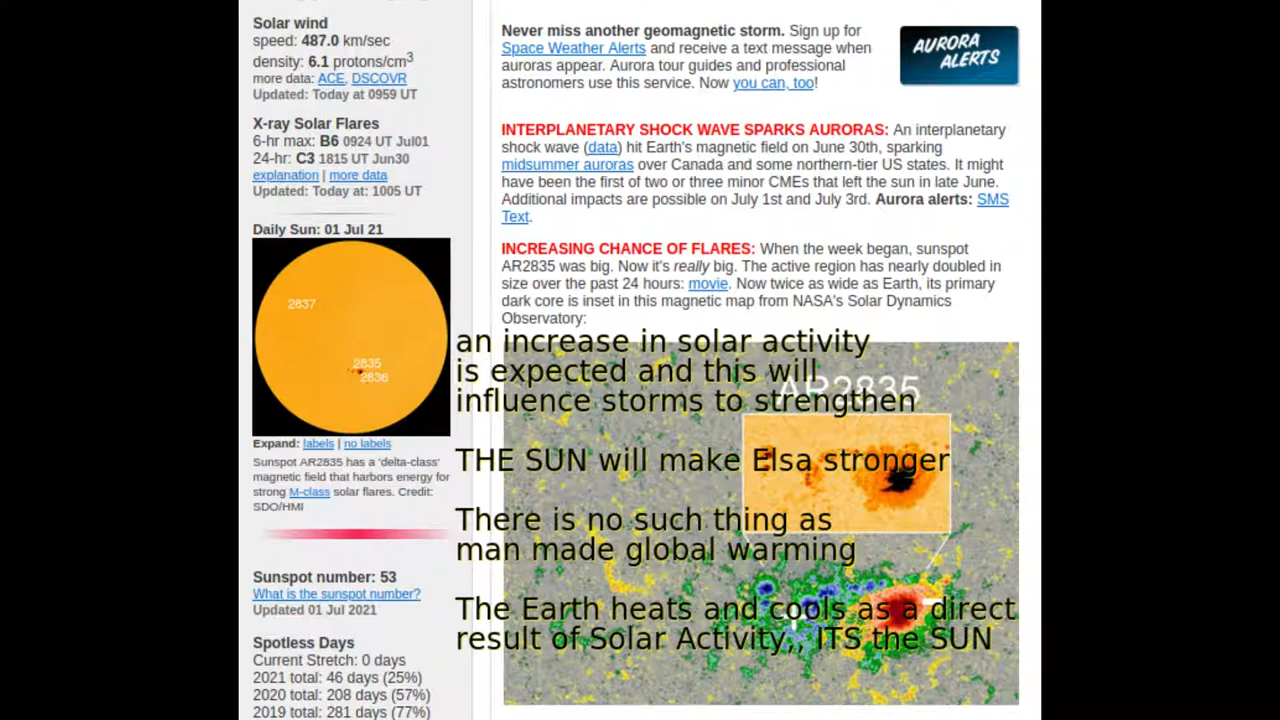 Solar wind
speed: 487.0 km/sec
density: 6.1 protons/cm3
more data: ACE, DSCOVR
Updated: Today at 0959 UT
X-ray Solar Flares
6-hr max: B6 0924 UT Jul01
24-hr: C3 1815 UT Jun30
explanation | more data
Updated: Today at: 1005 UT
Daily Sun: 01 Jul 21
2837
2835
2836
Expand: labels | no labels
Sunspot AR2835 has a 'delta-class'
magnetic field that harbors energy for
strong M-class solar flares. Credit:
SDO/HMI
Sunspot number: 53
What is the sunspot number?
Updated 01 Jul 2021
Spotless Days
Current Stretch: 0 days
2021 total: 46 days (25%)
2020 total: 208 days (57%)
2019 total: 281 days (77%)
Never miss another geomagnetic storm. Sign up for
Space Weather Alerts and receive a text message when
auroras appear. Aurora tour guides and professional
astronomers use this service. Now you can, too!
AURORA
ALERTS
INTERPLANETARY SHOCK WAVE SPARKS AURORAS: An interplanetary
shock wave (data) hit Earth's magnetic field on June 30th, sparking
midsummer auroras over Canada and some northern-tier US states. It might
have been the first of two or three minor CMEs that left the sun in late June.
Additional impacts are possible on July 1st and July 3rd. Aurora alerts: SMS
Text.
INCREASING CHANCE OF FLARES: When the week began, sunspot
AR2835 was big. Now it's really big. The active region has nearly doubled in
size over the past 24 hours: movie. Now twice as wide as Earth, its primary
dark core is inset in this magnetic map from NASA's Solar Dynamics
Observatory:
AR2835
an increase in solar activity
is expected and this will
influence storms to strengthen
THE SUN will make Elsa stronger
There is no such thing as
man made global warming
The Earth heats and cools as a direct
result of Solar Activity,, ITS the SUN